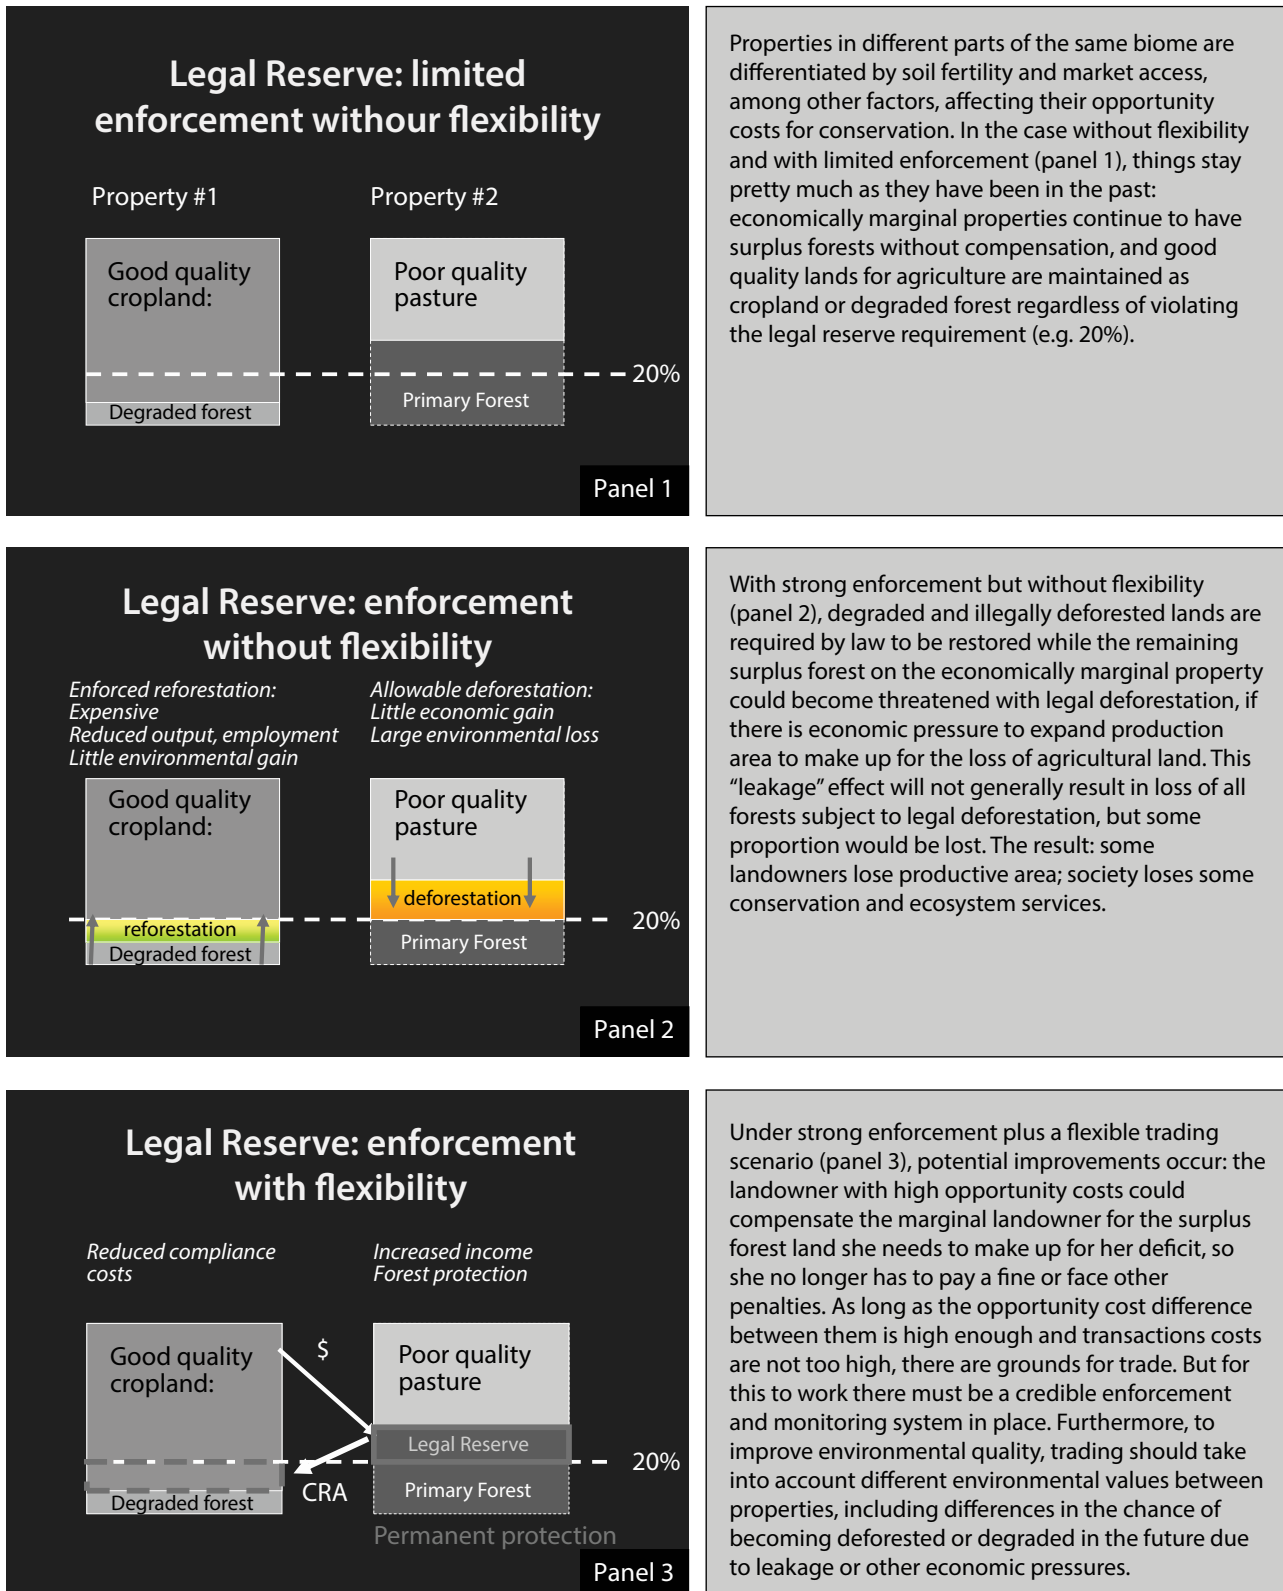 Legal Reserve: limited
enforcement withour flexibility
Property #1
Property #2
Good quality
cropland:
Degraded forest
Poor quality
pasture
Primary Forest
20%
Panel 1
Properties in different parts of the same biome are
differentiated by soil fertility and market access,
among other factors, affecting their opportunity
costs for conservation. In the case without flexibility
and with limited enforcement (panel 1), things stay
pretty much as they have been in the past:
economically marginal properties continue to have
surplus forests without compensation, and good
quality lands for agriculture are maintained as
cropland or degraded forest regardless of violating
the legal reserve requirement (e.g. 20%).
Legal Reserve: enforcement
without flexibility
Enforced reforestation:
Expensive
Reduced output, employment
Little environmental gain
Allowable deforestation:
Little economic gain
Large environmental loss
Good quality
cropland:
reforestation
Degraded forest
Poor quality
pasture
deforestation
Primary Forest
20%
Panel 2
With strong enforcement but without flexibility
(panel 2), degraded and illegally deforested lands are
required by law to be restored while the remaining
surplus forest on the economically marginal property
could become threatened with legal deforestation, if
there is economic pressure to expand production
area to make up for the loss of agricultural land. This
“leakage” effect will not generally result in loss of all
forests subject to legal deforestation, but some
proportion would be lost. The result: some
landowners lose productive area; society loses some
conservation and ecosystem services.
Legal Reserve: enforcement
with flexibility
Reduced compliance
costs
Increased income
Forest protection
Good quality
cropland:
Degraded forest
$
CRA
Poor quality
pasture
Legal Reserve
Primary Forest
20%
Permanent protection
Panel 3
Under strong enforcement plus a flexible trading
scenario (panel 3), potential improvements occur: the
landowner with high opportunity costs could
compensate the marginal landowner for the surplus
forest land she needs to make up for her deficit, so
she no longer has to pay a fine or face other
penalties. As long as the opportunity cost difference
between them is high enough and transactions costs
are not too high, there are grounds for trade. But for
this to work there must be a credible enforcement
and monitoring system in place. Furthermore, to
improve environmental quality, trading should take
into account different environmental values between
properties, including differences in the chance of
becoming deforested or degraded in the future due
to leakage or other economic pressures.